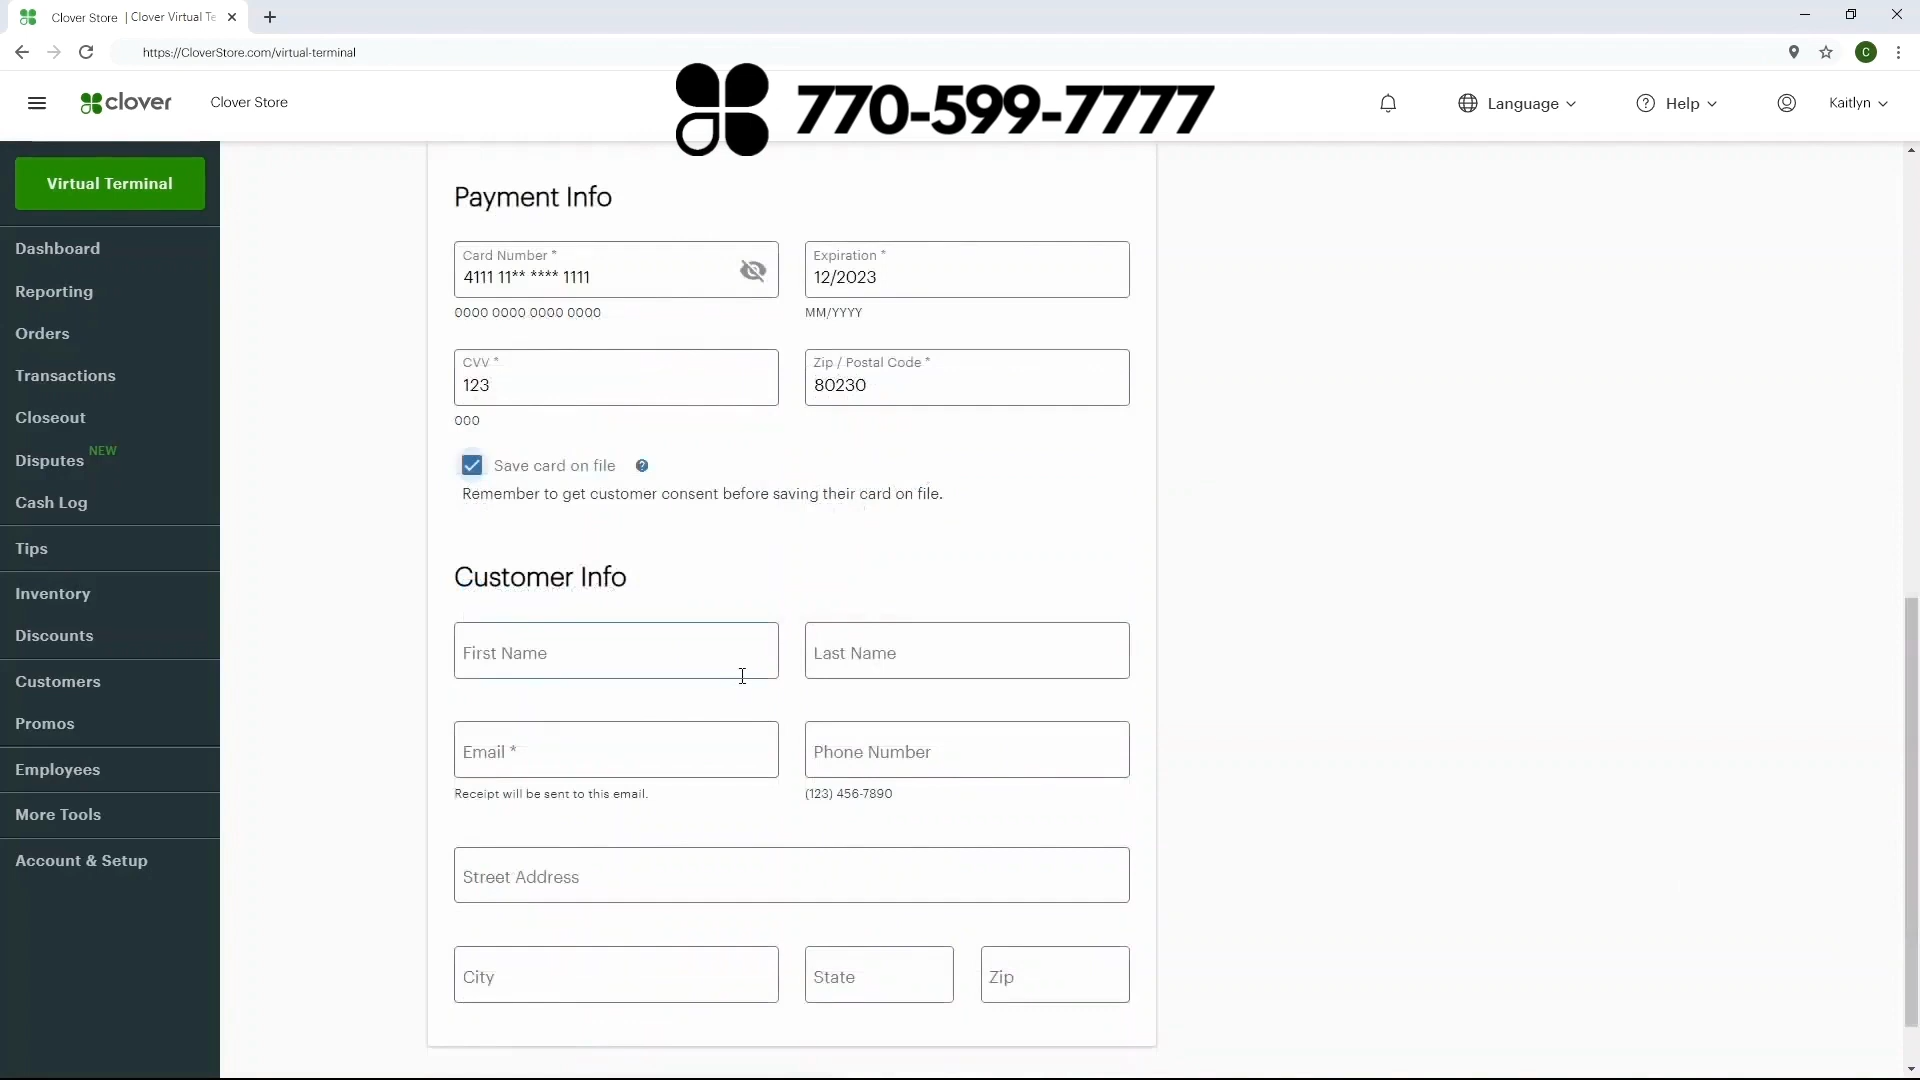 Clover Store | Clover Virtual Te
https://CloverStore.com/virtual-terminal
C
clover
Clover Store
770-599-7777
Language
Help
Kaitlyn
Virtual Terminal
Dashboard
Reporting
Orders
Transactions
Closeout
Disputes NEW
Cash Log
Tips
Inventory
Discounts
Customers
Promos
Employees
More Tools
Account & Setup
Payment Info
Card Number *
4111 11** **** 1111
0000 0000 0000 0000
Expiration *
12/2023
MM/YYYY
CVV *
123
000
Zip / Postal Code *
80230
Save card on file ?
Remember to get customer consent before saving their card on file.
Customer Info
First Name
Last Name
Email *
Receipt will be sent to this email.
Phone Number
(123) 456-7890
Street Address
City
State
Zip